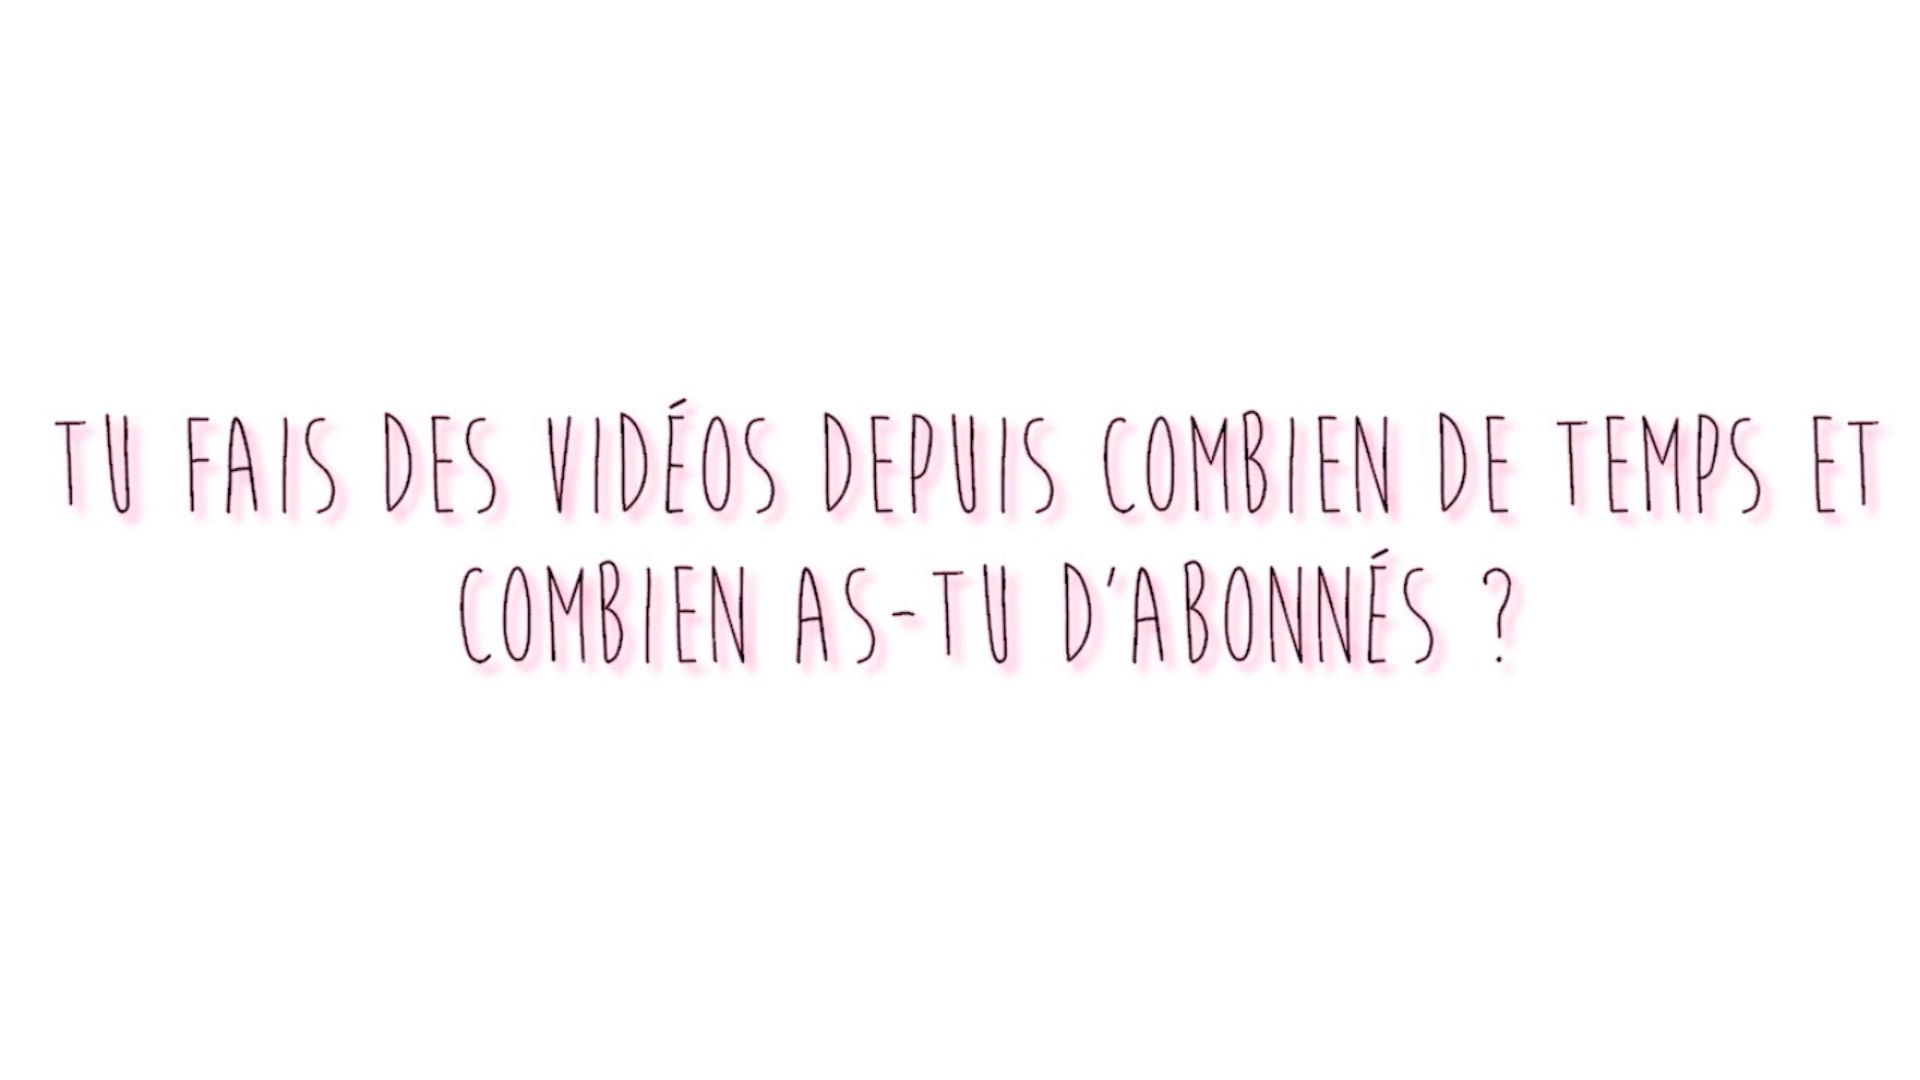 TU FAIS DES VIDÉOS DEPUIS COMBIEN DE TEMPS ET
COMBIEN AS-TU D'ABONNÉS ?